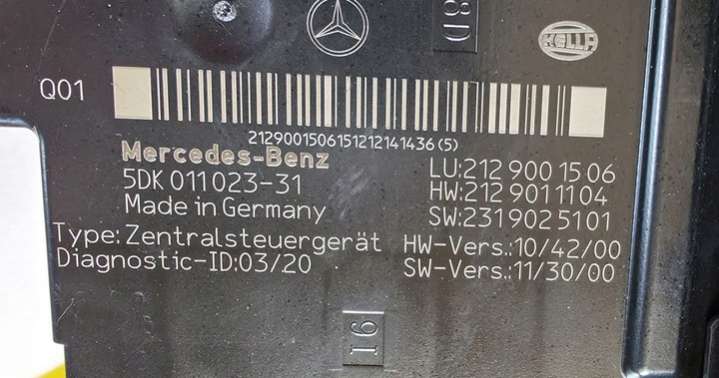 8D
HELLA
Q01
2129001506151212141436(5)
Mercedes-Benz
5DK 011 023-31
Made in Germany
Type: Zentralsteuergerät
Diagnostic-ID:03/20
LU:212 900 15 06
HW:212 901 11 04
SW:231 902 51 01
HW-Vers.:10/42/00
SW-Vers.:11/30/00
16